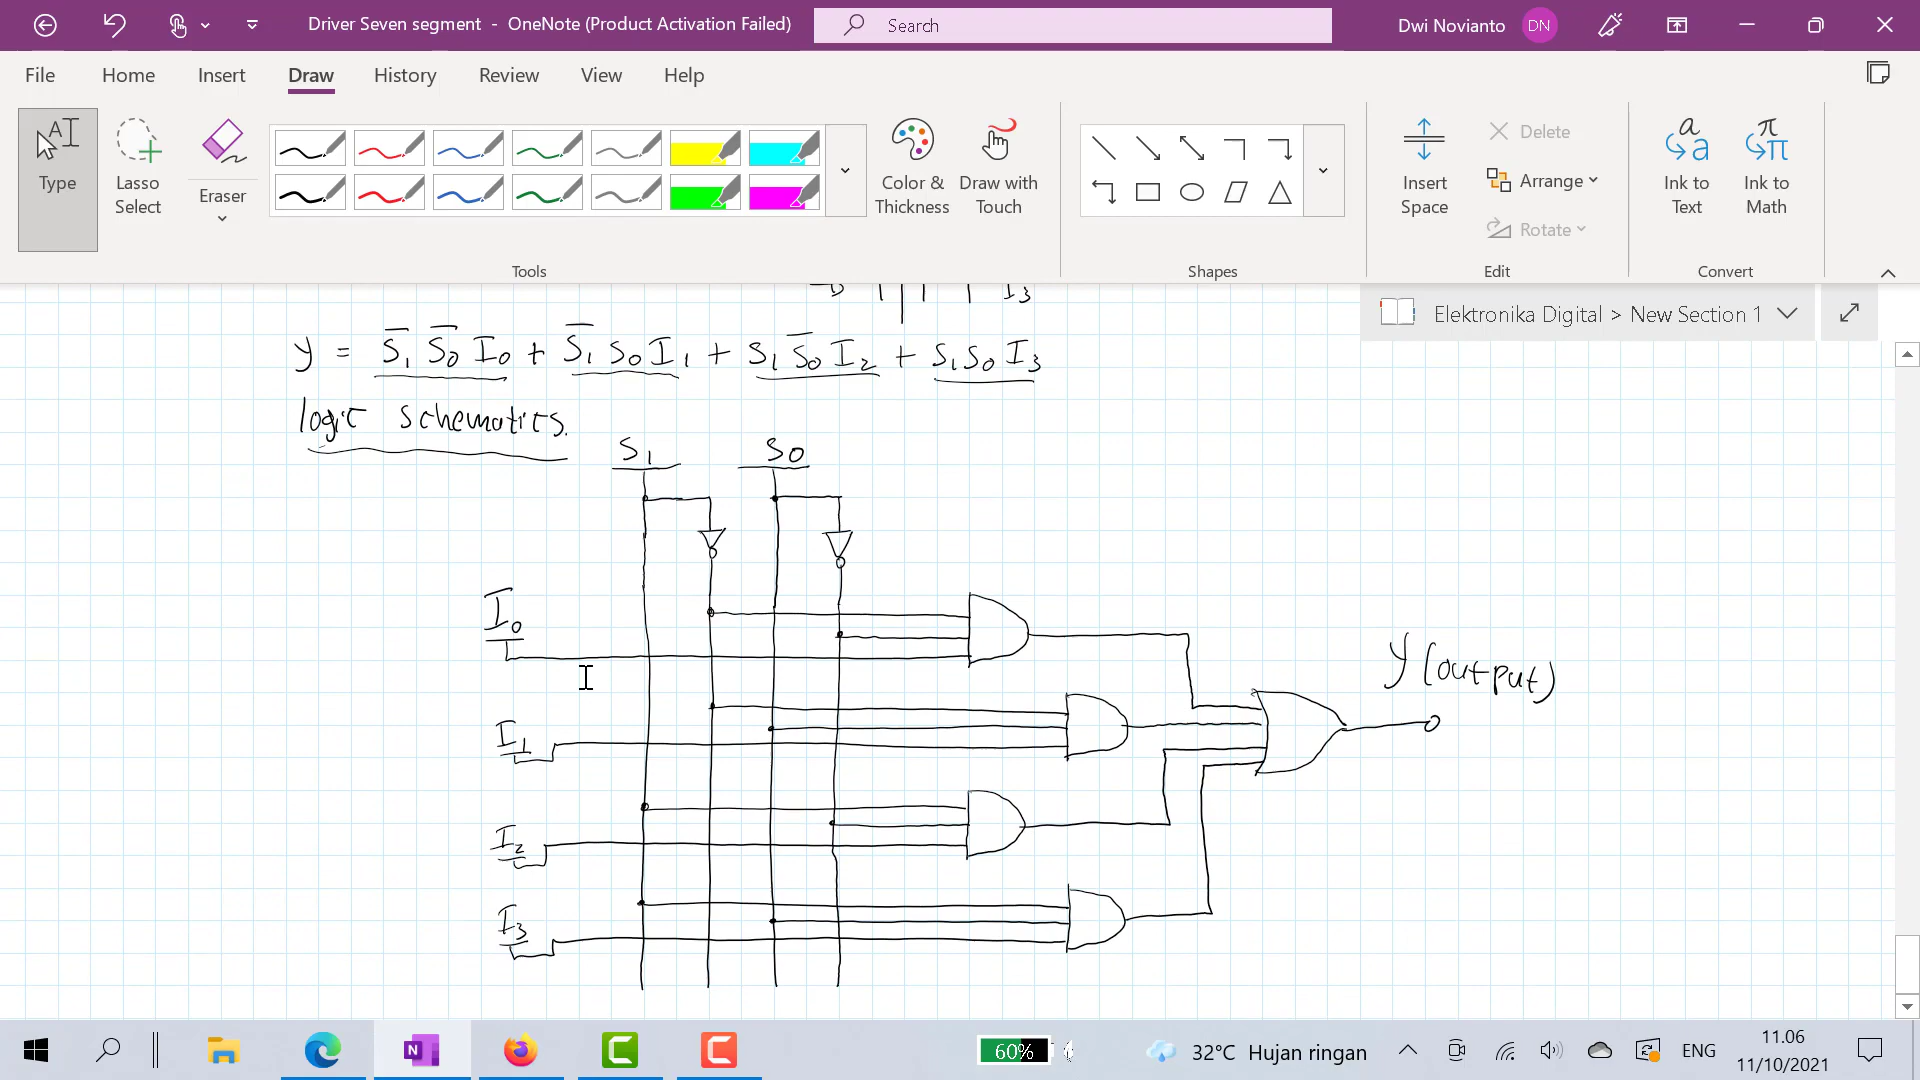 Driver Seven segment - OneNote (Product Activation Failed)
Search
Dwi Novianto
DN
File Home Insert Draw History Review View Help
Type
Lasso Select
Eraser
Color & Thickness
Draw with Touch
Insert Space
Delete
Arrange
Rotate
Ink to Text
Ink to Math
Tools
Shapes
Edit
Convert
Elektronika Digital > New Section 1
I₃
y = S̅₁ S̅₀ I₀ + S̅₁ S₀ I₁ + S₁ S̅₀ I₂ + S₁ S₀ I₃
logic schematics.
S₁ S₀
I₀
y (output)
I₁
I₂
I₃
60%
32°C Hujan ringan
ENG
11.06
11/10/2021